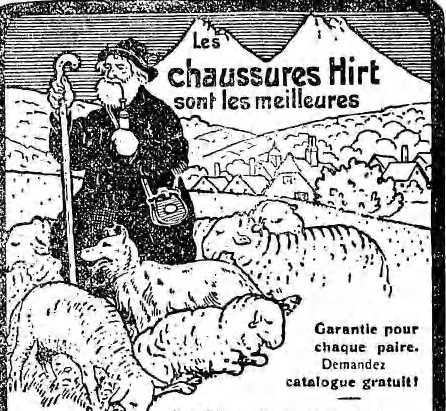 Les
chaussures Hirt
sont les meilleures
Garantie pour
chaque paire.
Demandez
catalogue gratuit!